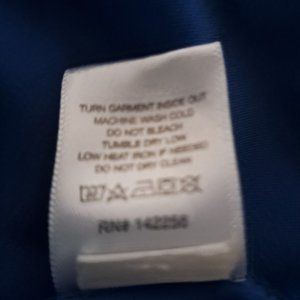 TURN GARMENT INSIDE OUT
MACHINE WASH COLD
DO NOT BLEACH
TUMBLE DRY LOW
LOW HEAT IRON IF NEEDED
DO NOT DRY CLEAN
RN# 142258